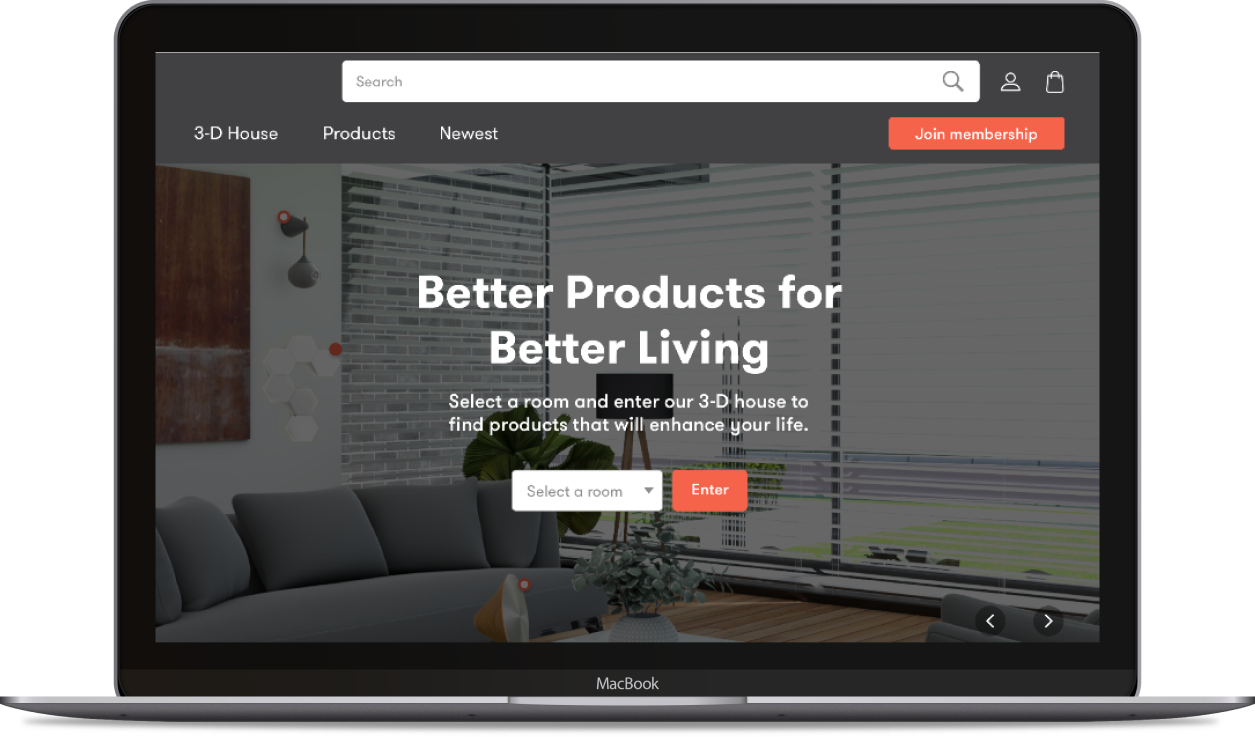 Search
3-D House
Products
Newest
Join membership
Better Products for
Better Living
Select a room and enter our 3-D house to
find products that will enhance your life.
Select a room
Enter
MacBook